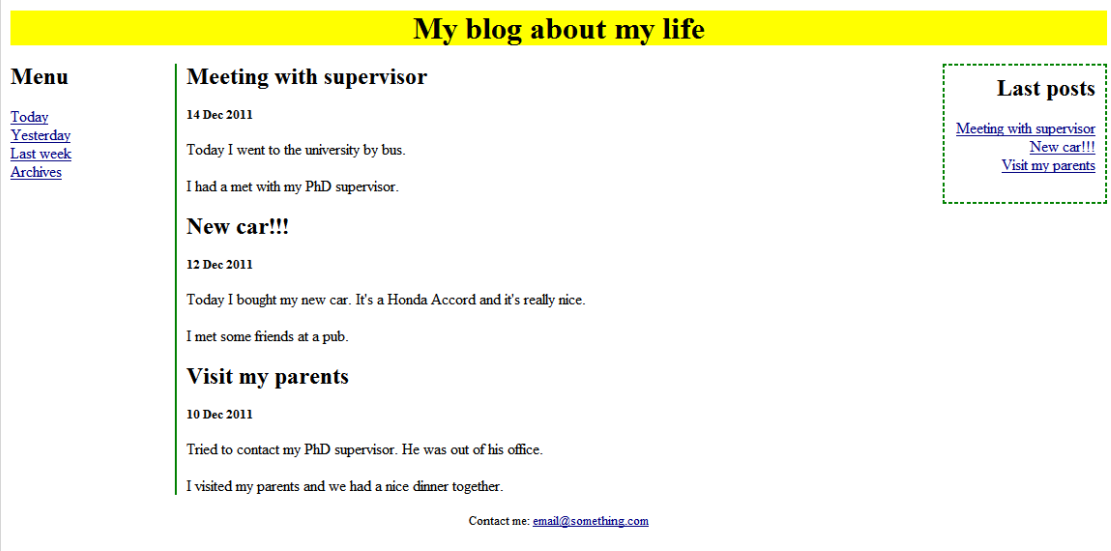 My blog about my life
Menu
Today
Yesterday
Last week
Archives
Meeting with supervisor
14 Dec 2011
Today I went to the university by bus.
I had a met with my PhD supervisor.
New car!!!
12 Dec 2011
Today I bought my new car. It's a Honda Accord and it's really nice.
I met some friends at a pub.
Visit my parents
10 Dec 2011
Tried to contact my PhD supervisor. He was out of his office.
I visited my parents and we had a nice dinner together.
Last posts
Meeting with supervisor
New car!!!
Visit my parents
Contact me: email@something.com